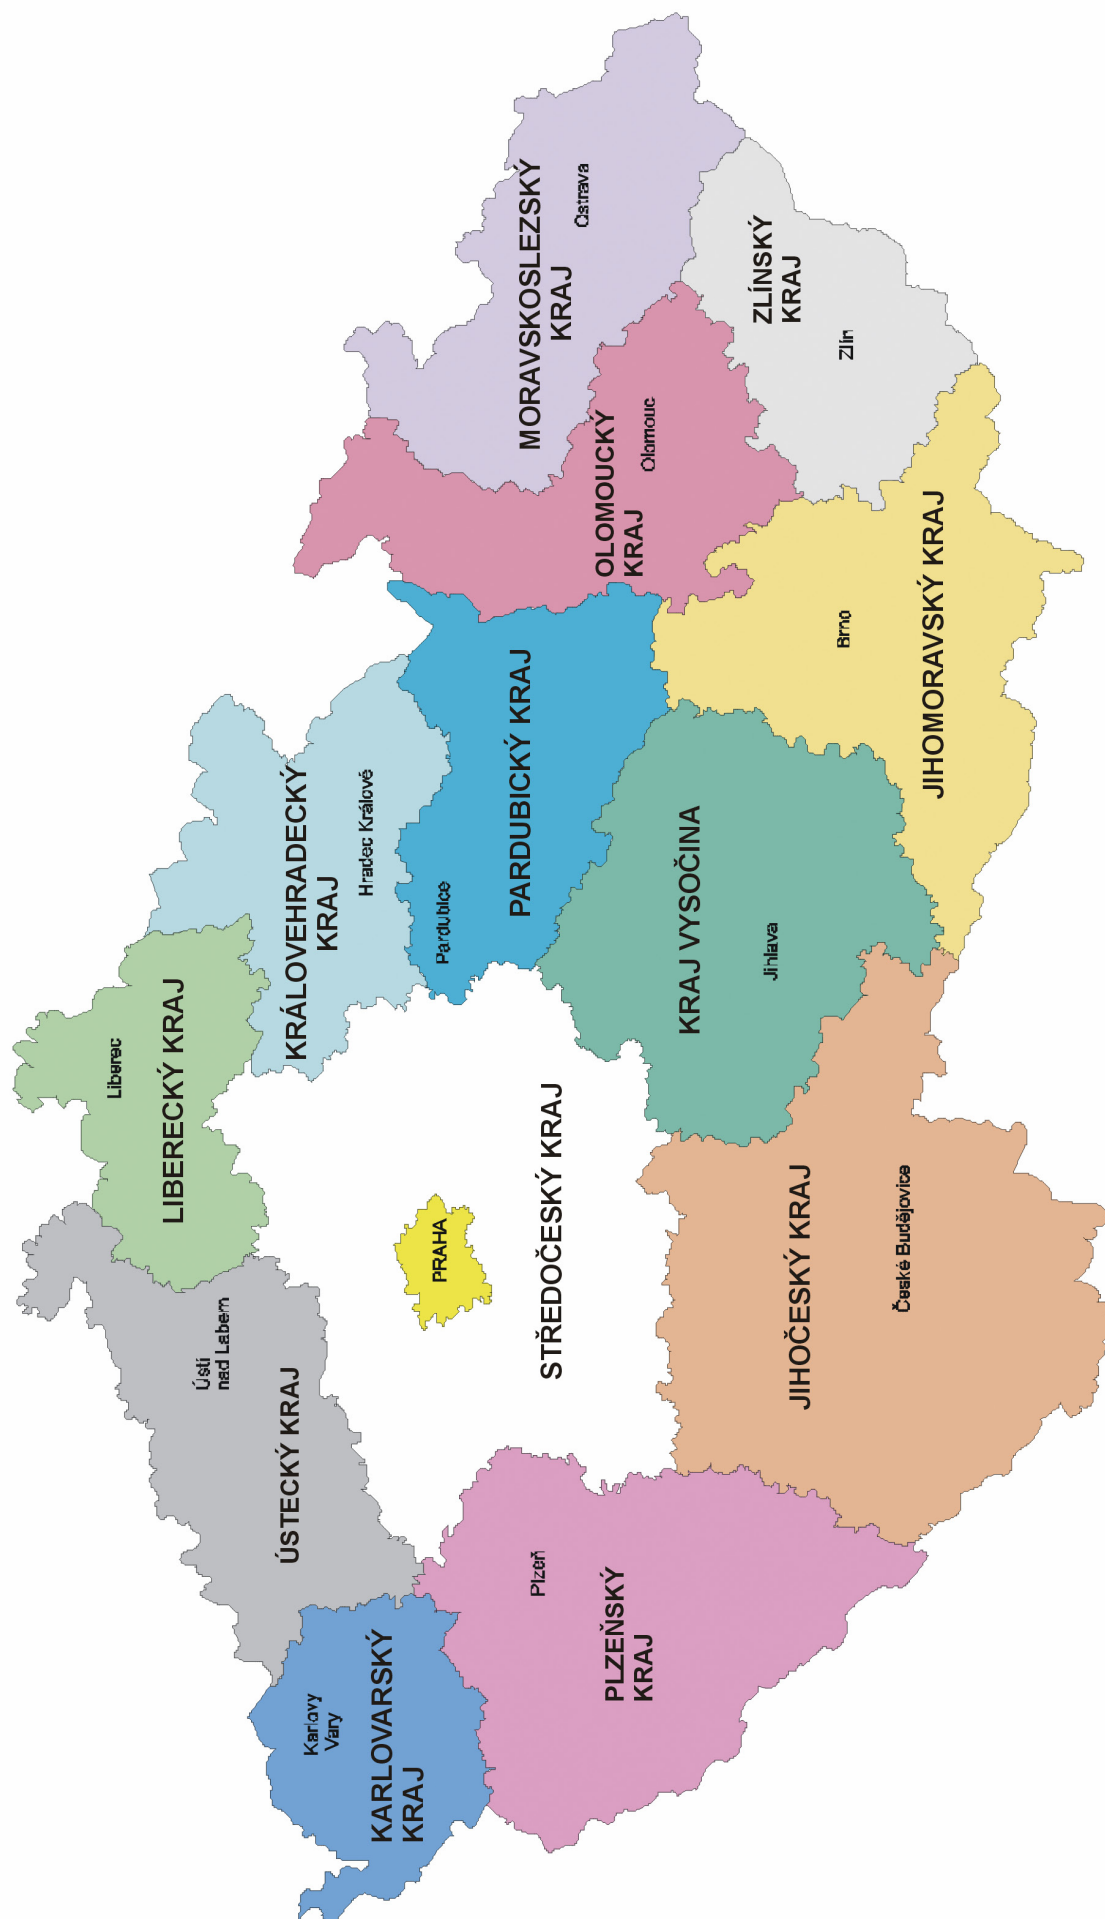 KARLOVARSKÝ
KRAJ
Karlovy
Vary
ÚSTECKÝ KRAJ
Ústí
nad Labem
LIBERECKÝ KRAJ
Liberec
KRÁLOVEHRADECKÝ
KRAJ
Hradec Králové
PARDUBICKÝ KRAJ
Pardubice
PLZEŇSKÝ
KRAJ
Plzeň
STŘEDOČESKÝ KRAJ
PRAHA
JIHOČESKÝ KRAJ
České Budějovice
KRAJ VYSOČINA
Jihlava
JIHOMORAVSKÝ KRAJ
Brno
OLOMOUCKÝ
KRAJ
Olomouc
MORAVSKOSLEZSKÝ
KRAJ
Ostrava
ZLÍNSKÝ
KRAJ
Zlín